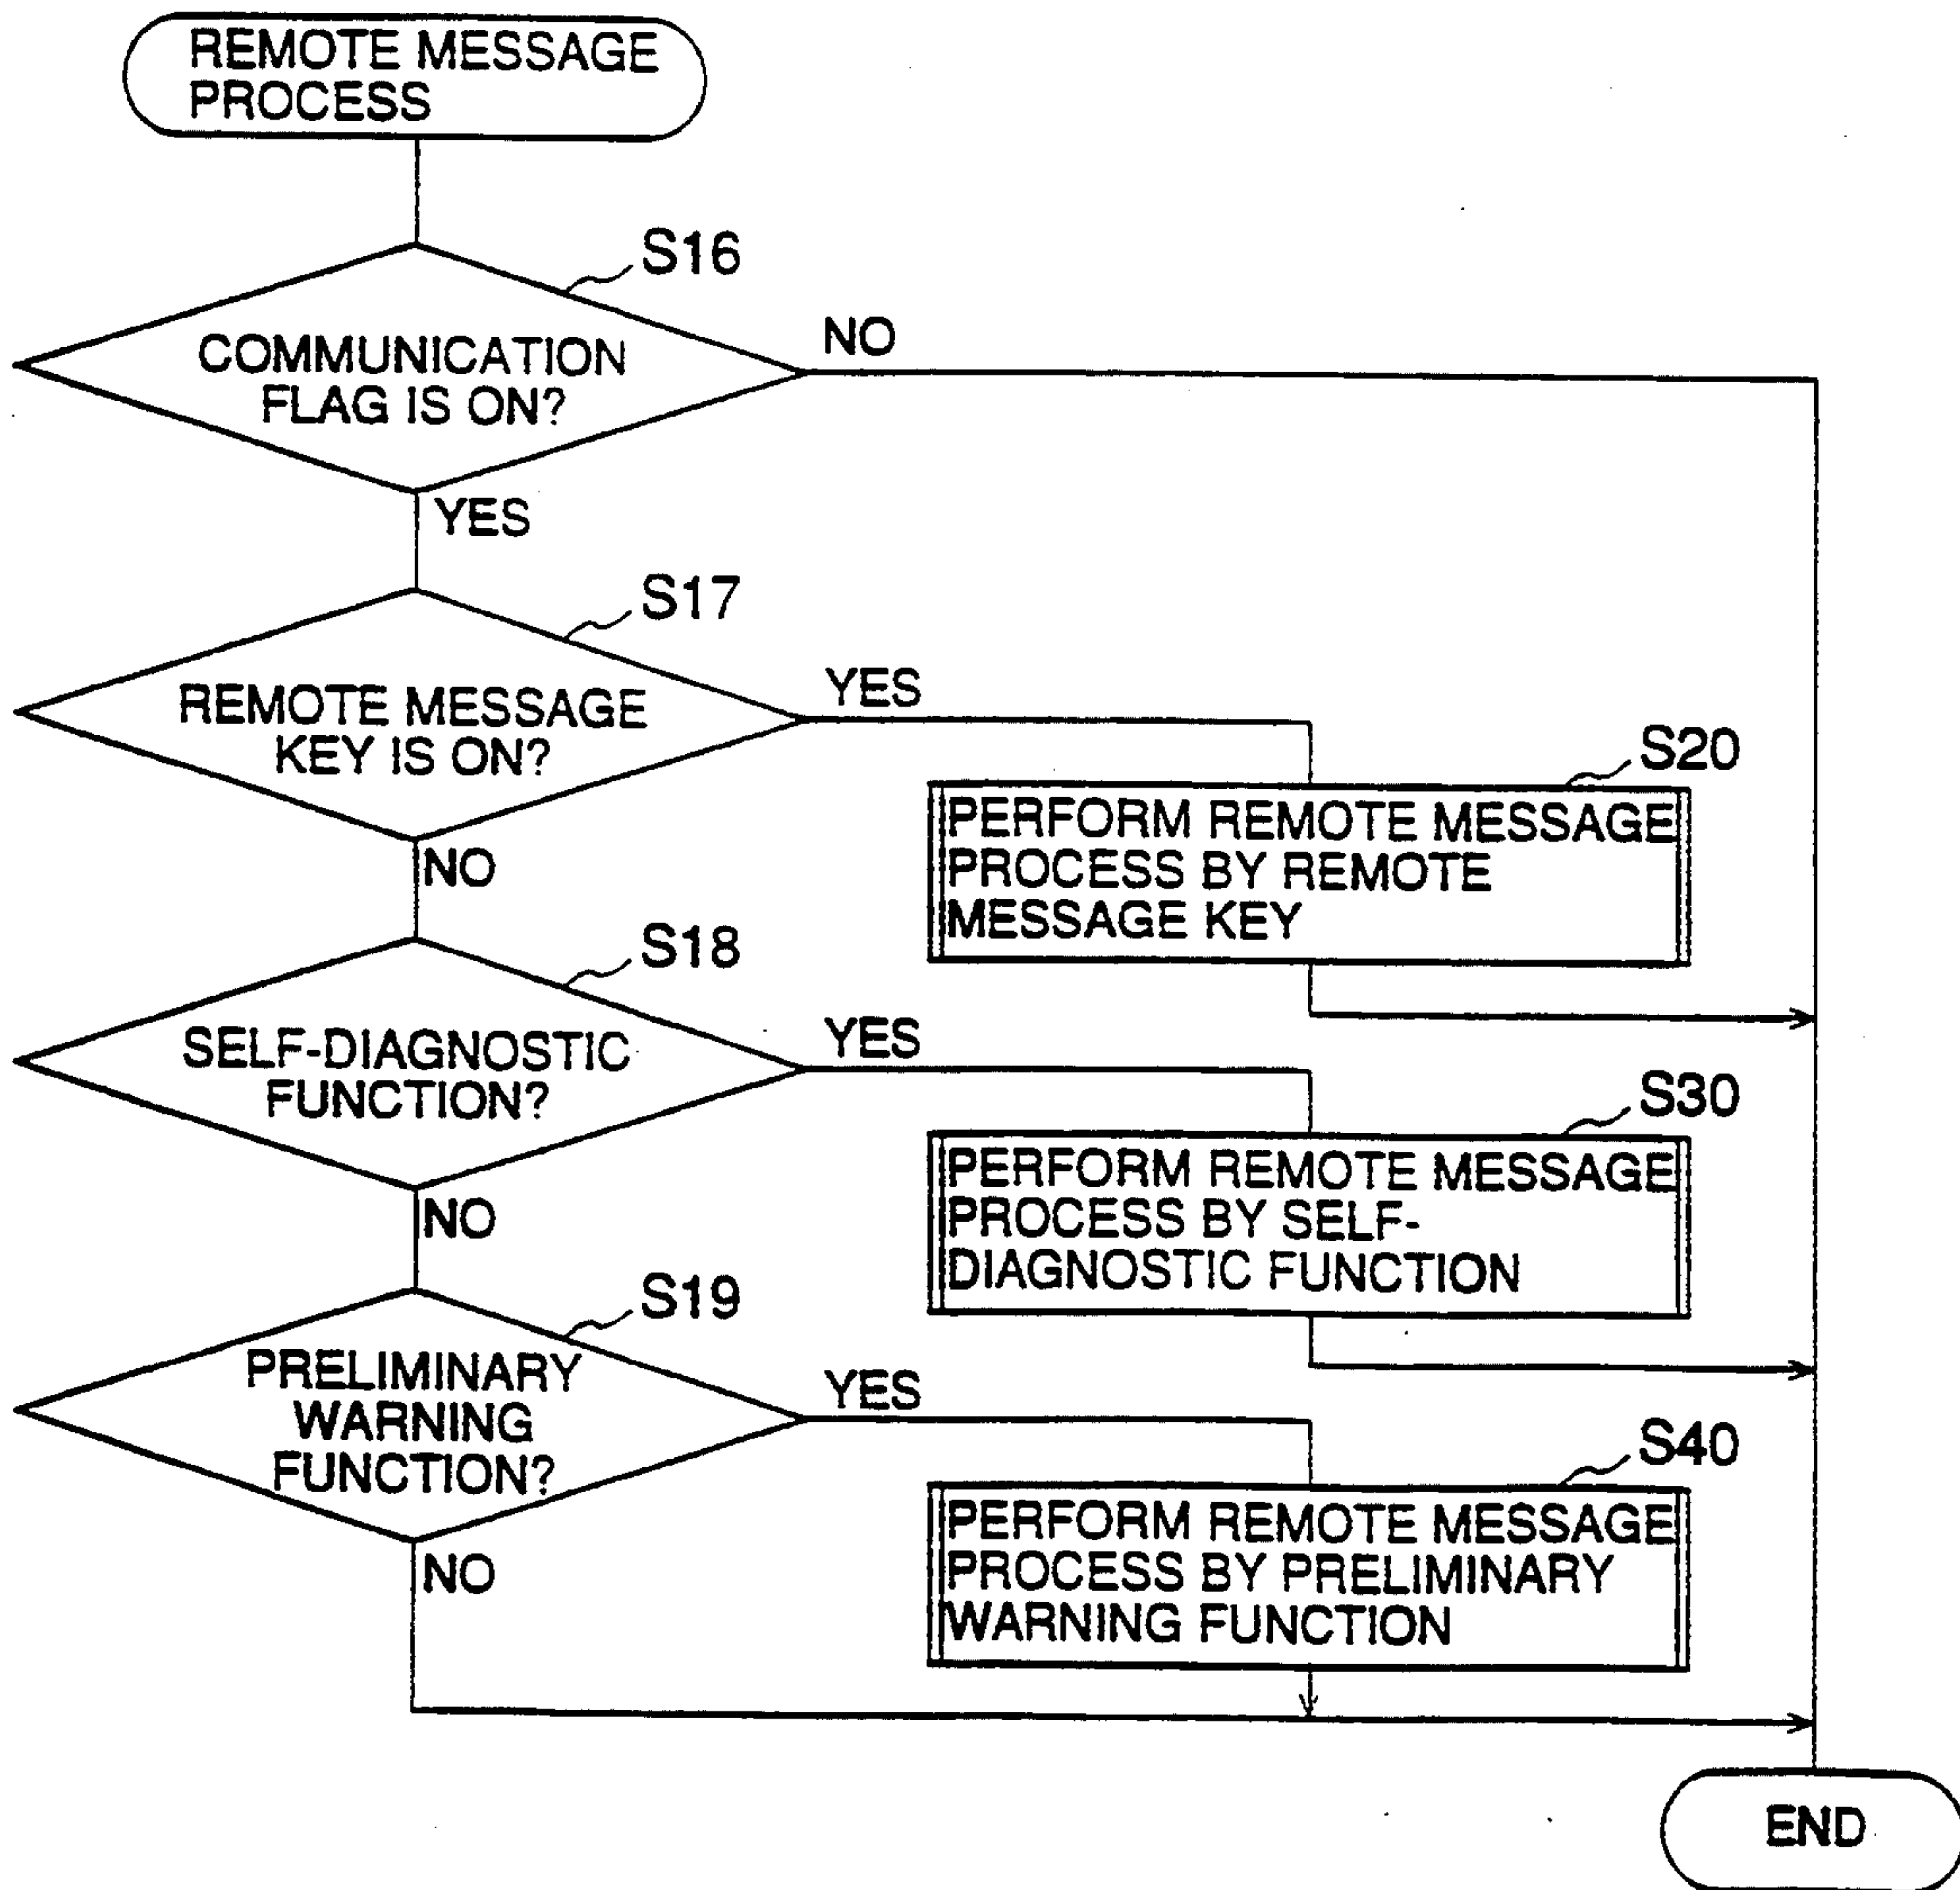 REMOTE MESSAGE
PROCESS
S16
COMMUNICATION
FLAG IS ON?
NO
YES
S17
REMOTE MESSAGE
KEY IS ON?
YES
NO
S20
PERFORM REMOTE MESSAGE
PROCESS BY REMOTE
MESSAGE KEY
S18
SELF-DIAGNOSTIC
FUNCTION?
YES
NO
S30
PERFORM REMOTE MESSAGE
PROCESS BY SELF-
DIAGNOSTIC FUNCTION
S19
PRELIMINARY
WARNING
FUNCTION?
YES
NO
S40
PERFORM REMOTE MESSAGE
PROCESS BY PRELIMINARY
WARNING FUNCTION
END